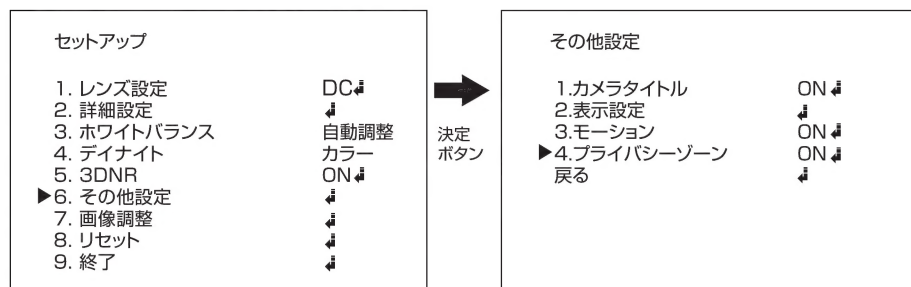 セットアップ
1. レンズ設定 DC↲
2. 詳細設定 ↲
3. ホワイトバランス 自動調整
4. デイナイト カラー
5. 3DNR ON↲
▶6. その他設定 ↲
7. 画像調整 ↲
8. リセット ↲
9. 終了 ↲
決定
ボタン
その他設定
1.カメラタイトル ON↲
2.表示設定 ↲
3.モーション ON↲
▶4.プライバシーゾーン ON↲
戻る ↲